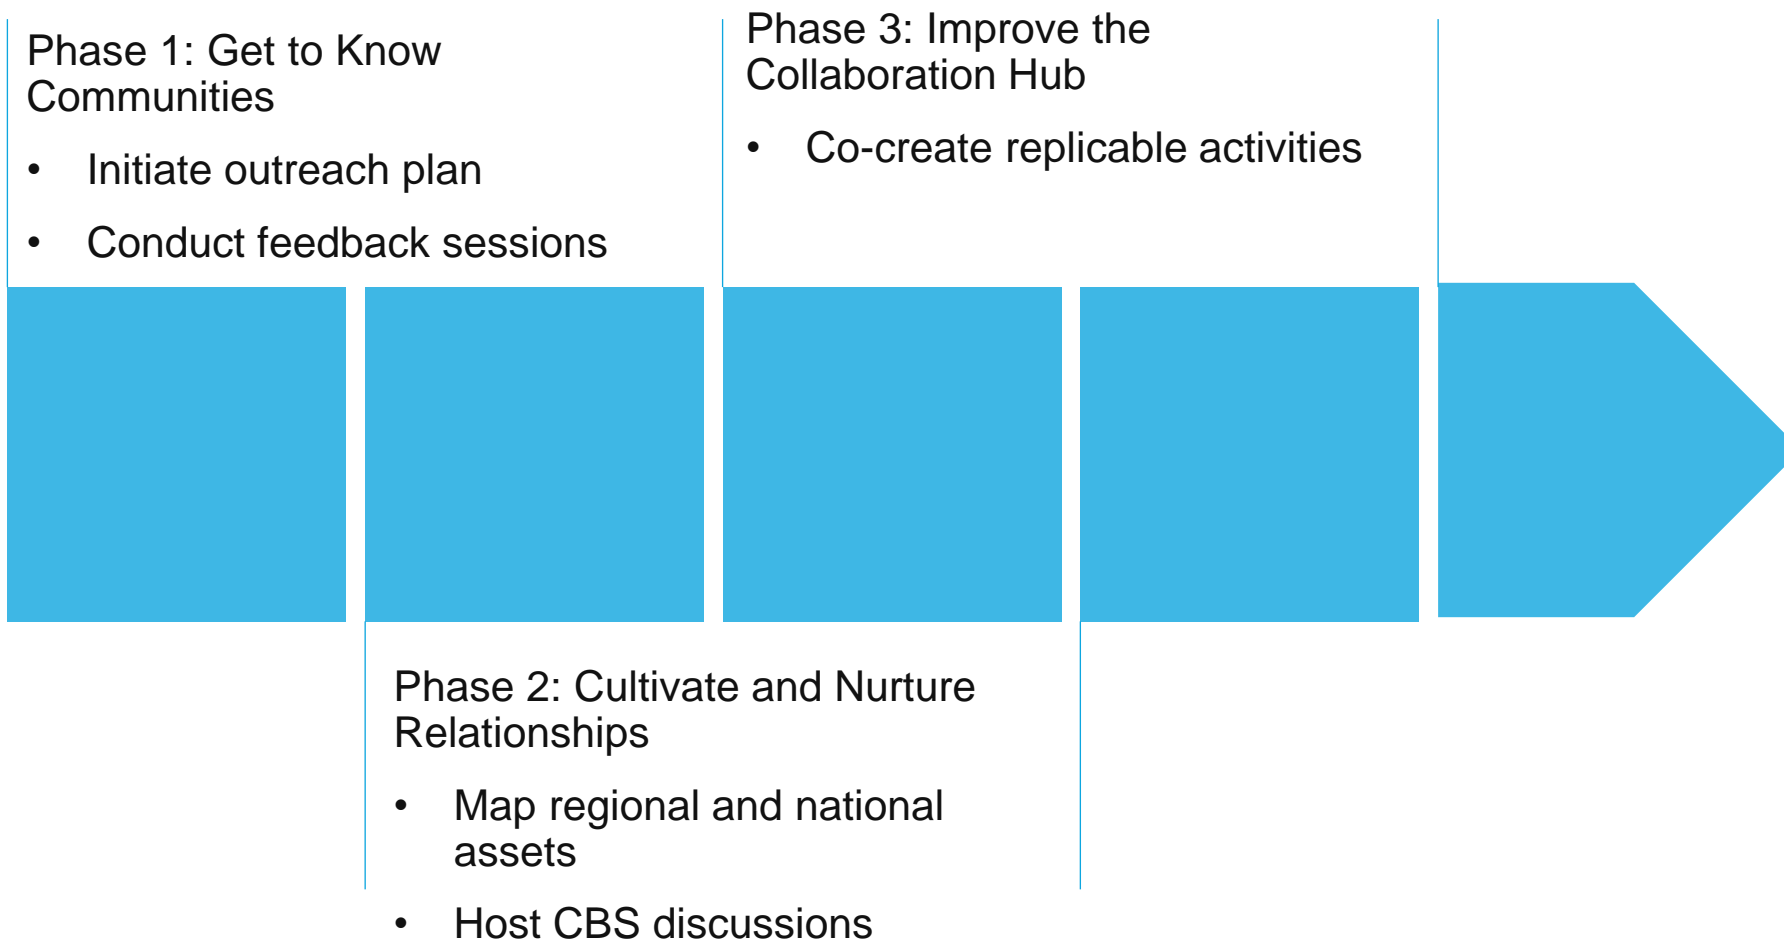 Phase 1: Get to Know
Communities
• Initiate outreach plan
• Conduct feedback sessions
Phase 3: Improve the
Collaboration Hub
• Co-create replicable activities
Phase 2: Cultivate and Nurture
Relationships
• Map regional and national
assets
• Host CBS discussions